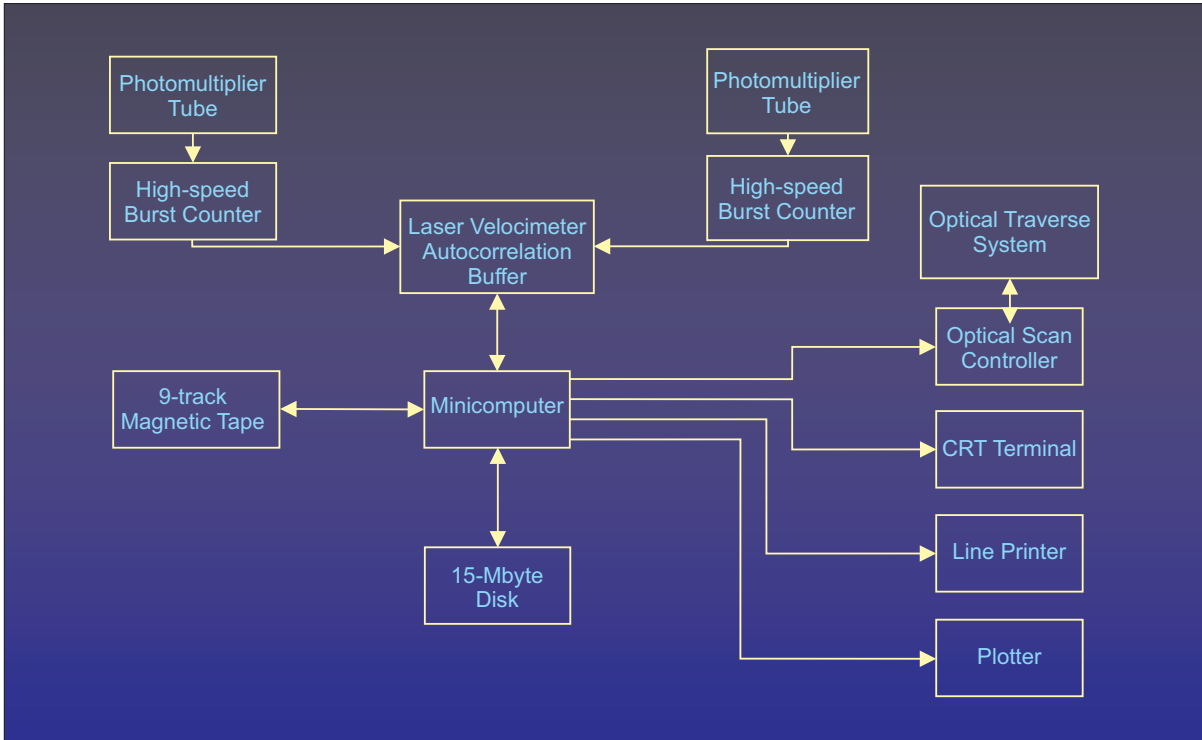 Photomultiplier
Tube
Photomultiplier
Tube
High-speed
Burst Counter
High-speed
Burst Counter
Laser Velocimeter
Autocorrelation
Buffer
Optical Traverse
System
Optical Scan
Controller
9-track
Magnetic Tape
Minicomputer
CRT Terminal
15-Mbyte
Disk
Line Printer
Plotter